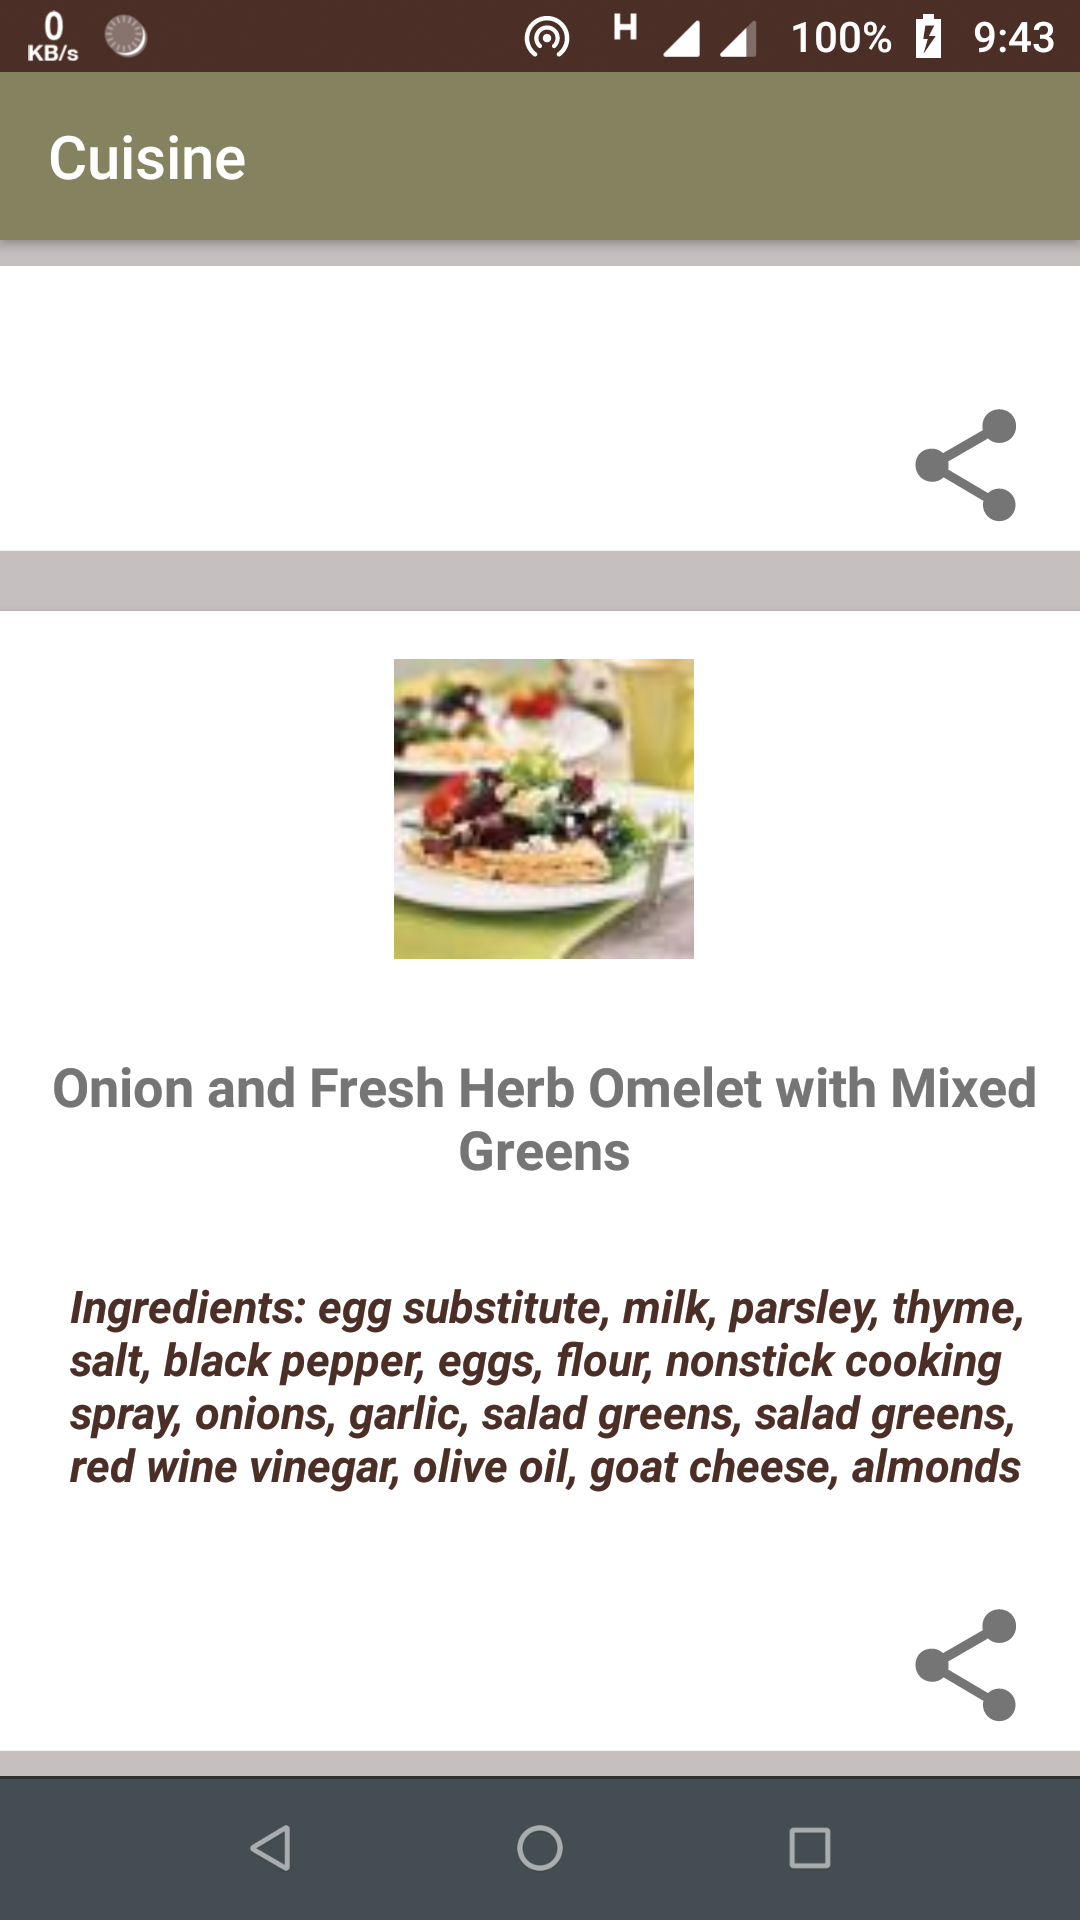 0
KB/s
H
100%
9:43
Cuisine
Onion and Fresh Herb Omelet with Mixed
Greens
Ingredients: egg substitute, milk, parsley, thyme,
salt, black pepper, eggs, flour, nonstick cooking
spray, onions, garlic, salad greens, salad greens,
red wine vinegar, olive oil, goat cheese, almonds